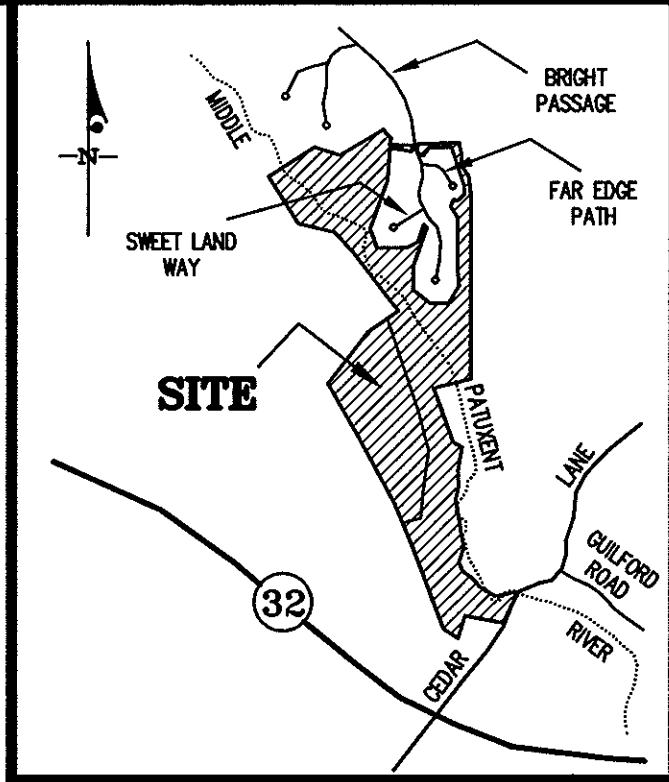 BRIGHT
PASSAGE
MIDDLE
N
FAR EDGE
PATH
SWEET LAND
WAY
SITE
PATUXENT
LANE
GUILFORD
ROAD
32
RIVER
CEDAR